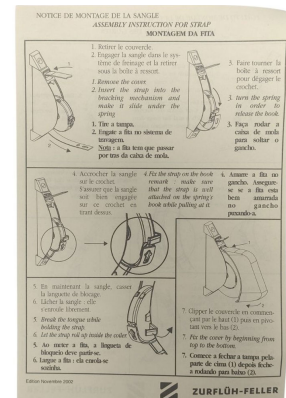 NOTICE DE MONTAGE DE LA SANGLE
ASSEMBLY INSTRUCTION FOR STRAP
MONTAGEM DA FITA
1. Retirer le couvercle.
2. Engager la sangle dans le sys-
tème de freinage et la retirer
sous la boîte à ressort.
1. Remove the cover
2. Insert the strap into the
bracking mechanism and
make it slide under the
spring
1. Tire a tampa.
2. Engate a fita no sistema de
travagem.
Nota : a fita tem que passar
por tras da caixa de mola.
3. Faire tourner la
boîte à ressort
pour dégager le
crochet.
3. turn the spring
in order to
release the hook
3. Faça rodar a
caixa de mola
para soltar o
gancho.
4. Accrocher la sangle
sur le crochet.
S'assurer que la sangle
soit bien engagée
sur ce crochet en
tirant dessus.
4. Fix the strap on the hook
remark : make sure
that the strap is well
attached on the spring's
hook while pulling at it.
4. Amarre a fita no
gancho. Assegure-
se se a fita esta
bem amarrada
no gancho
puxando-a.
5. En maintenant la sangle, casser
la languette de blocage.
6. Lâcher la sangle : elle
s'enroule librement.
5. Break the tongue while
holding the strap
6. Let the strap roll up inside the coiler
5. Ao meter a fita, a lingueta de
bloqueio deve partir-se.
6. Largue a fita : ela enrola-se
sozinha.
7. Clipper le couvercle en commen-
çant par le haut (1) puis en pivo-
tant vers le bas (2).
7. Fix the cover by beginning from
top to the bottom.
7. Comece a fechar a tampa pela-
parte de cima (1) depois feche-
a rodando para baixo (2).
Edition Novembre 2002
ZURFLÜH-FELLER